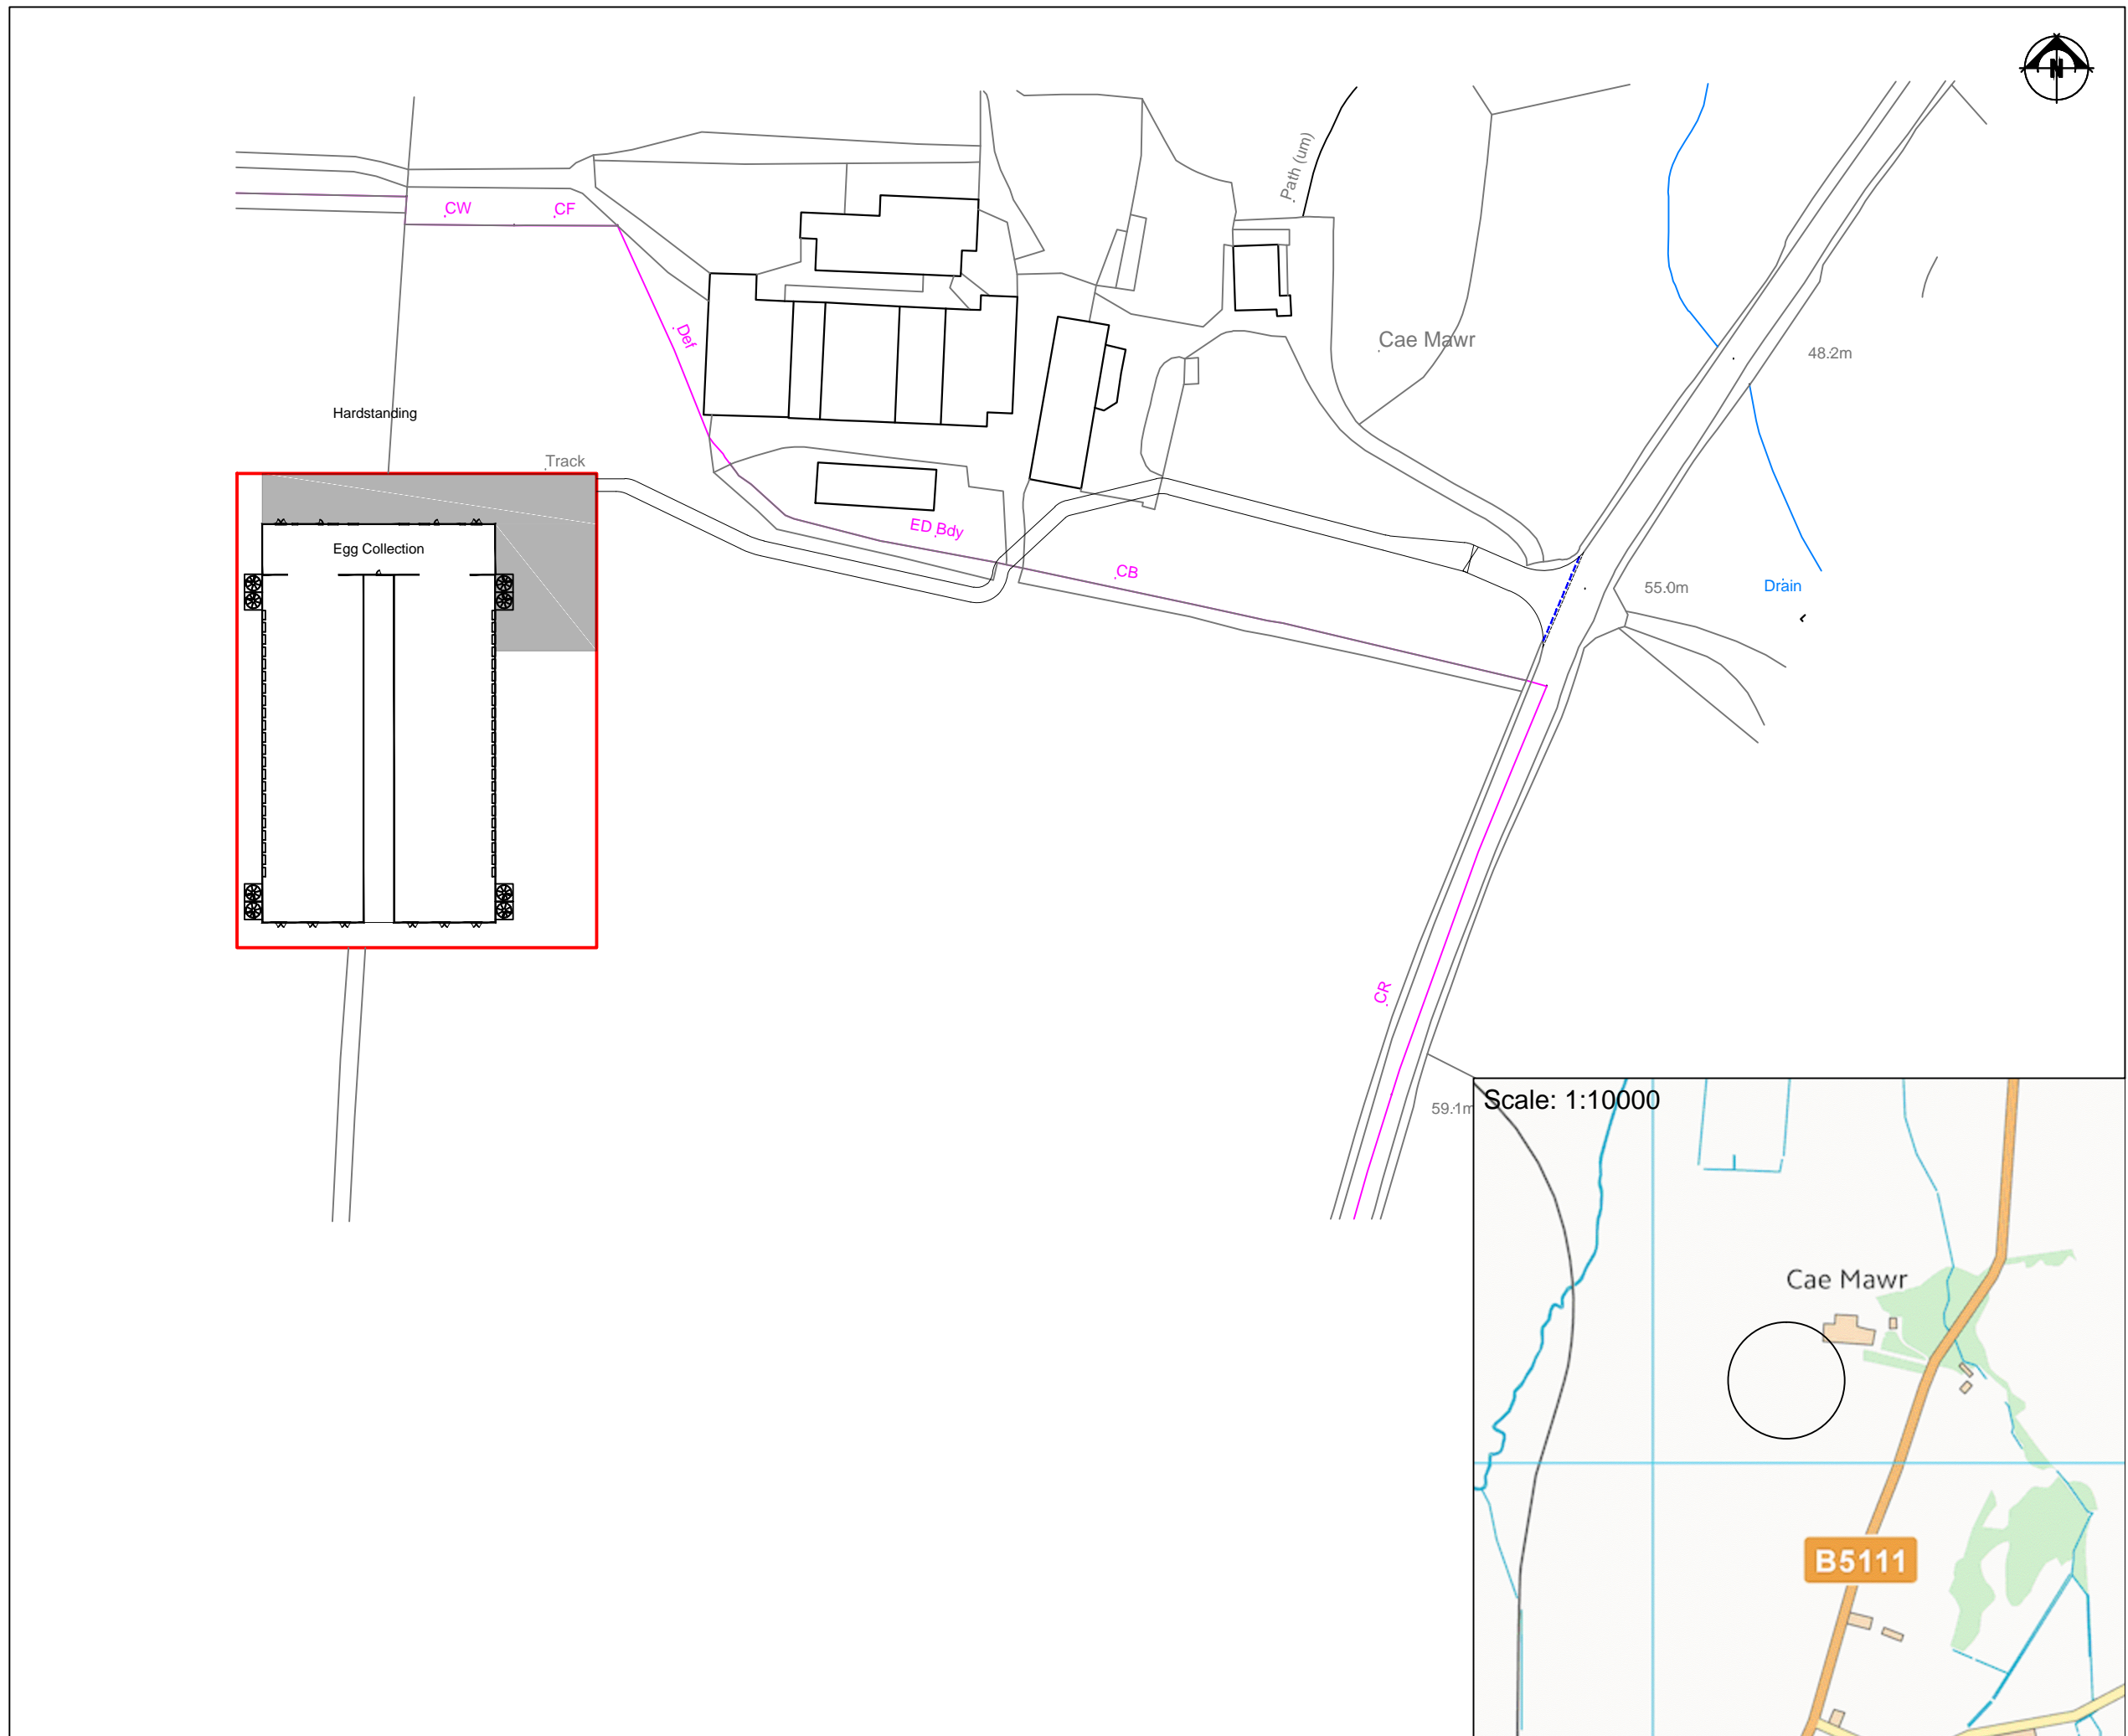 N
Path (um)
CW
CF
Def
Cae Mawr
48.2m
Hardstanding
Track
ED Bdy
Egg Collection
CB
55.0m
Drain
CR
59.1m
Scale: 1:10000
Cae Mawr
B5111